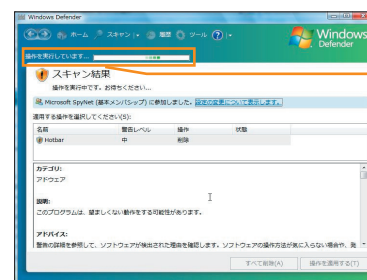 Windows Defender
ホーム スキャン 履歴 ツール
Windows
Defender
操作を実行しています...
スキャン結果
操作を実行中です。お待ちください...
Microsoft SpyNet (基本メンバシップ) に参加しました。設定の変更について表示します。
適用する操作を選択してください(S):
名前 警告レベル 操作 状態
Hotbar 中 削除
カテゴリ:
アドウェア
説明:
このプログラムは、望ましくない動作をする可能性があります。
アドバイス:
警告の詳細を参照して、ソフトウェアが検出された理由を確認します。ソフトウェアの操作方法が気に入らない場合や、発
すべて削除(A) 操作を適用する(T)